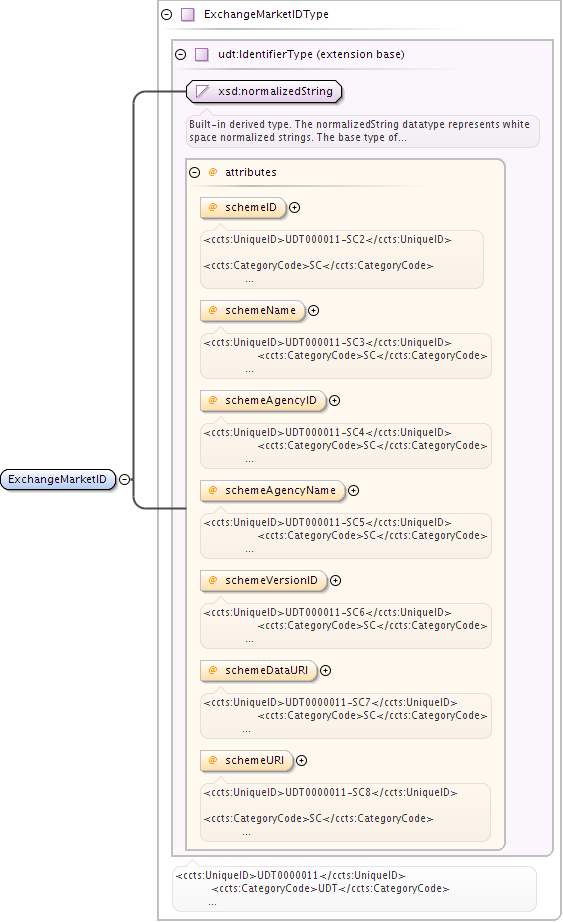 ExchangeMarketIDType
udt:IdentifierType (extension base)
xsd:normalizedString
Built-in derived type. The normalizedString datatype represents white
space normalized strings. The base type of...
@ attributes
@ schemeID
<ccts:UniqueID>UDT000011-SC2</ccts:UniqueID>
<ccts:CategoryCode>SC</ccts:CategoryCode>
...
@ schemeName
<ccts:UniqueID>UDT000011-SC3</ccts:UniqueID>
<ccts:CategoryCode>SC</ccts:CategoryCode>
...
@ schemeAgencyID
<ccts:UniqueID>UDT000011-SC4</ccts:UniqueID>
<ccts:CategoryCode>SC</ccts:CategoryCode>
...
ExchangeMarketID
@ schemeAgencyName
<ccts:UniqueID>UDT000011-SC5</ccts:UniqueID>
<ccts:CategoryCode>SC</ccts:CategoryCode>
...
@ schemeVersionID
<ccts:UniqueID>UDT000011-SC6</ccts:UniqueID>
<ccts:CategoryCode>SC</ccts:CategoryCode>
...
@ schemeDataURI
<ccts:UniqueID>UDT0000011-SC7</ccts:UniqueID>
<ccts:CategoryCode>SC</ccts:CategoryCode>
...
@ schemeURI
<ccts:UniqueID>UDT0000011-SC8</ccts:UniqueID>
<ccts:CategoryCode>SC</ccts:CategoryCode>
...
<ccts:UniqueID>UDT0000011</ccts:UniqueID>
<ccts:CategoryCode>UDT</ccts:CategoryCode>
...